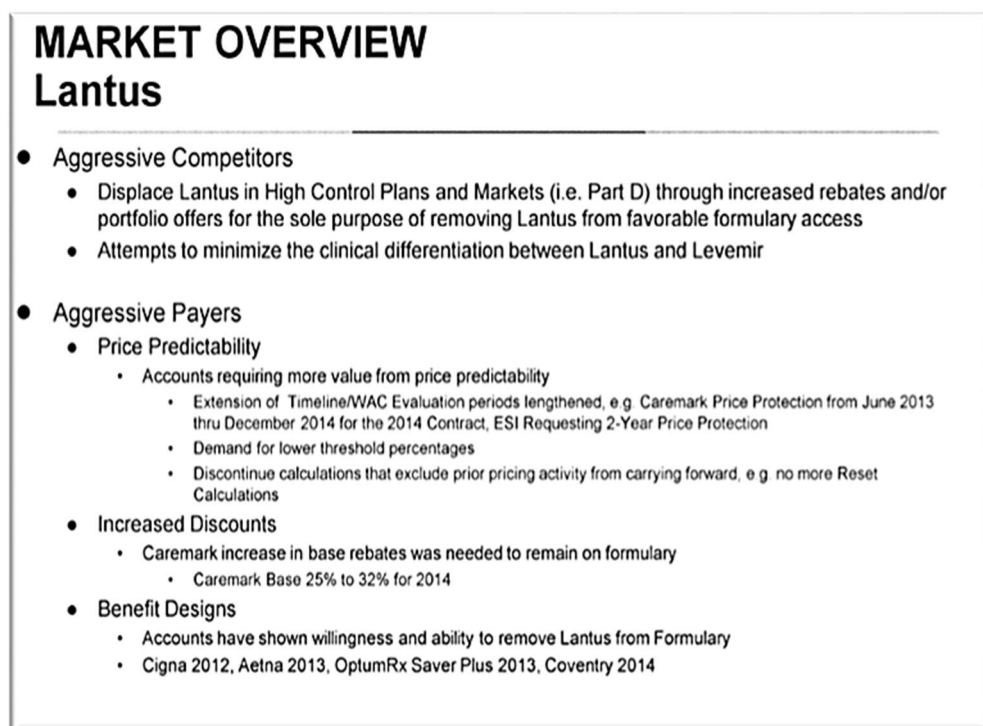 MARKET OVERVIEW
Lantus
● Aggressive Competitors
● Displace Lantus in High Control Plans and Markets (i.e. Part D) through increased rebates and/or
portfolio offers for the sole purpose of removing Lantus from favorable formulary access
● Attempts to minimize the clinical differentiation between Lantus and Levemir
● Aggressive Payers
● Price Predictability
• Accounts requiring more value from price predictability
• Extension of Timeline/WAC Evaluation periods lengthened, e.g. Caremark Price Protection from June 2013
thru December 2014 for the 2014 Contract, ESI Requesting 2-Year Price Protection
• Demand for lower threshold percentages
• Discontinue calculations that exclude prior pricing activity from carrying forward, e g. no more Reset
Calculations
● Increased Discounts
• Caremark increase in base rebates was needed to remain on formulary
• Caremark Base 25% to 32% for 2014
● Benefit Designs
• Accounts have shown willingness and ability to remove Lantus from Formulary
• Cigna 2012, Aetna 2013, OptumRx Saver Plus 2013, Coventry 2014